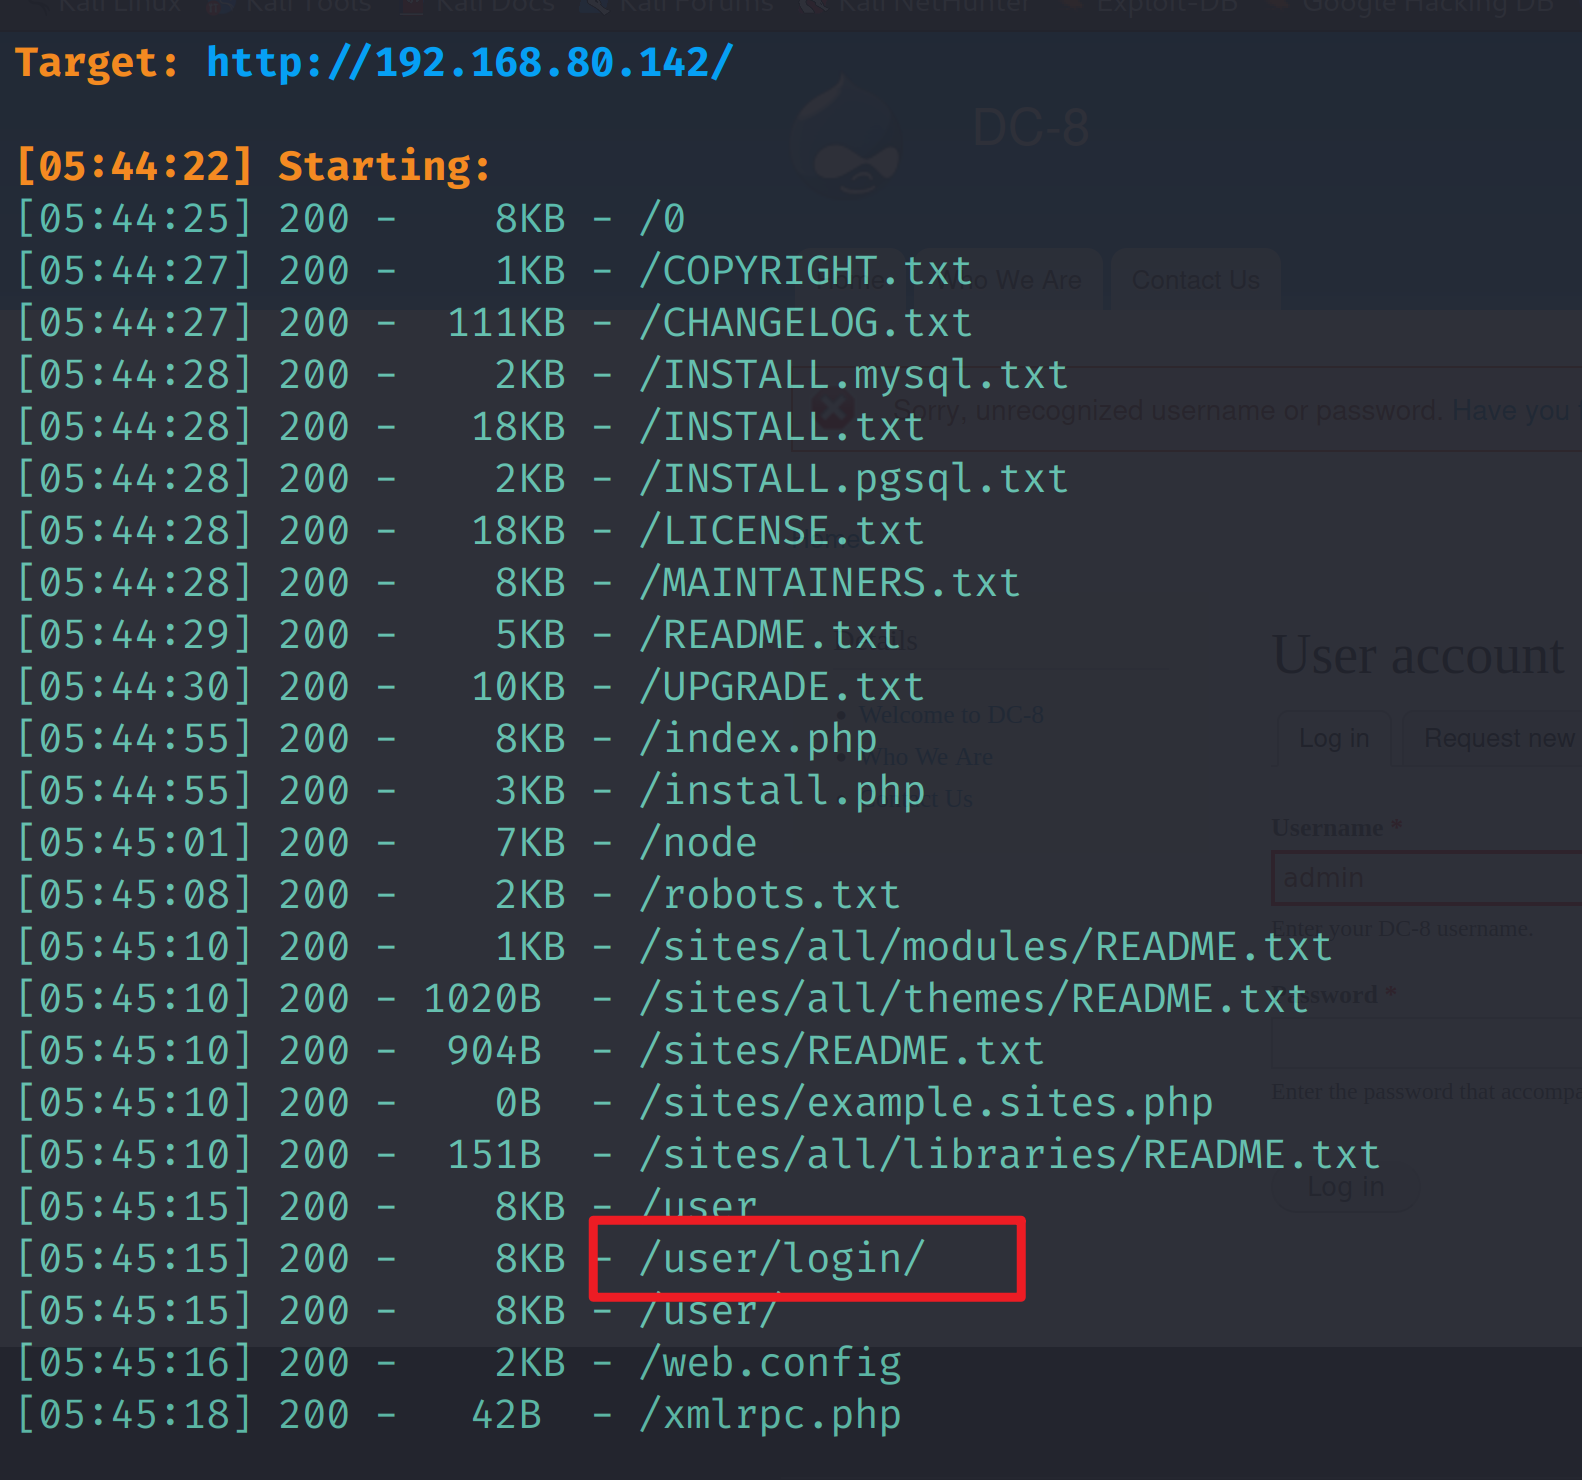 Kali Linux Kali Tools Kali Docs Kali Forums Kali NetHunter Exploit-DB Google Hacking DB
Target: http://192.168.80.142/
DC-8
[05:44:22] Starting:
[05:44:25] 200 -    8KB - /0
[05:44:27] 200 -    1KB - /COPYRIGHT.txt
Home Who We Are Contact Us
[05:44:27] 200 -  111KB - /CHANGELOG.txt
[05:44:28] 200 -    2KB - /INSTALL.mysql.txt
Sorry, unrecognized username or password. Have you
[05:44:28] 200 -   18KB - /INSTALL.txt
[05:44:28] 200 -    2KB - /INSTALL.pgsql.txt
[05:44:28] 200 -   18KB - /LICENSE.txt
Home
[05:44:28] 200 -    8KB - /MAINTAINERS.txt
[05:44:29] 200 -    5KB - /README.txt
User account
[05:44:30] 200 -   10KB - /UPGRADE.txt
Welcome to DC-8
[05:44:55] 200 -    8KB - /index.php
Log in Request new
Who We Are
[05:44:55] 200 -    3KB - /install.php
Contact Us
Username *
[05:45:01] 200 -    7KB - /node
admin
[05:45:08] 200 -    2KB - /robots.txt
Enter your DC-8 username.
[05:45:10] 200 -    1KB - /sites/all/modules/README.txt
Password *
[05:45:10] 200 - 1020B  - /sites/all/themes/README.txt
[05:45:10] 200 -  904B  - /sites/README.txt
Enter the password that accompa
[05:45:10] 200 -    0B  - /sites/example.sites.php
[05:45:10] 200 -  151B  - /sites/all/libraries/README.txt
Log in
[05:45:15] 200 -    8KB - /user
[05:45:15] 200 -    8KB - /user/login/
[05:45:15] 200 -    8KB - /user/
[05:45:16] 200 -    2KB - /web.config
[05:45:18] 200 -   42B  - /xmlrpc.php